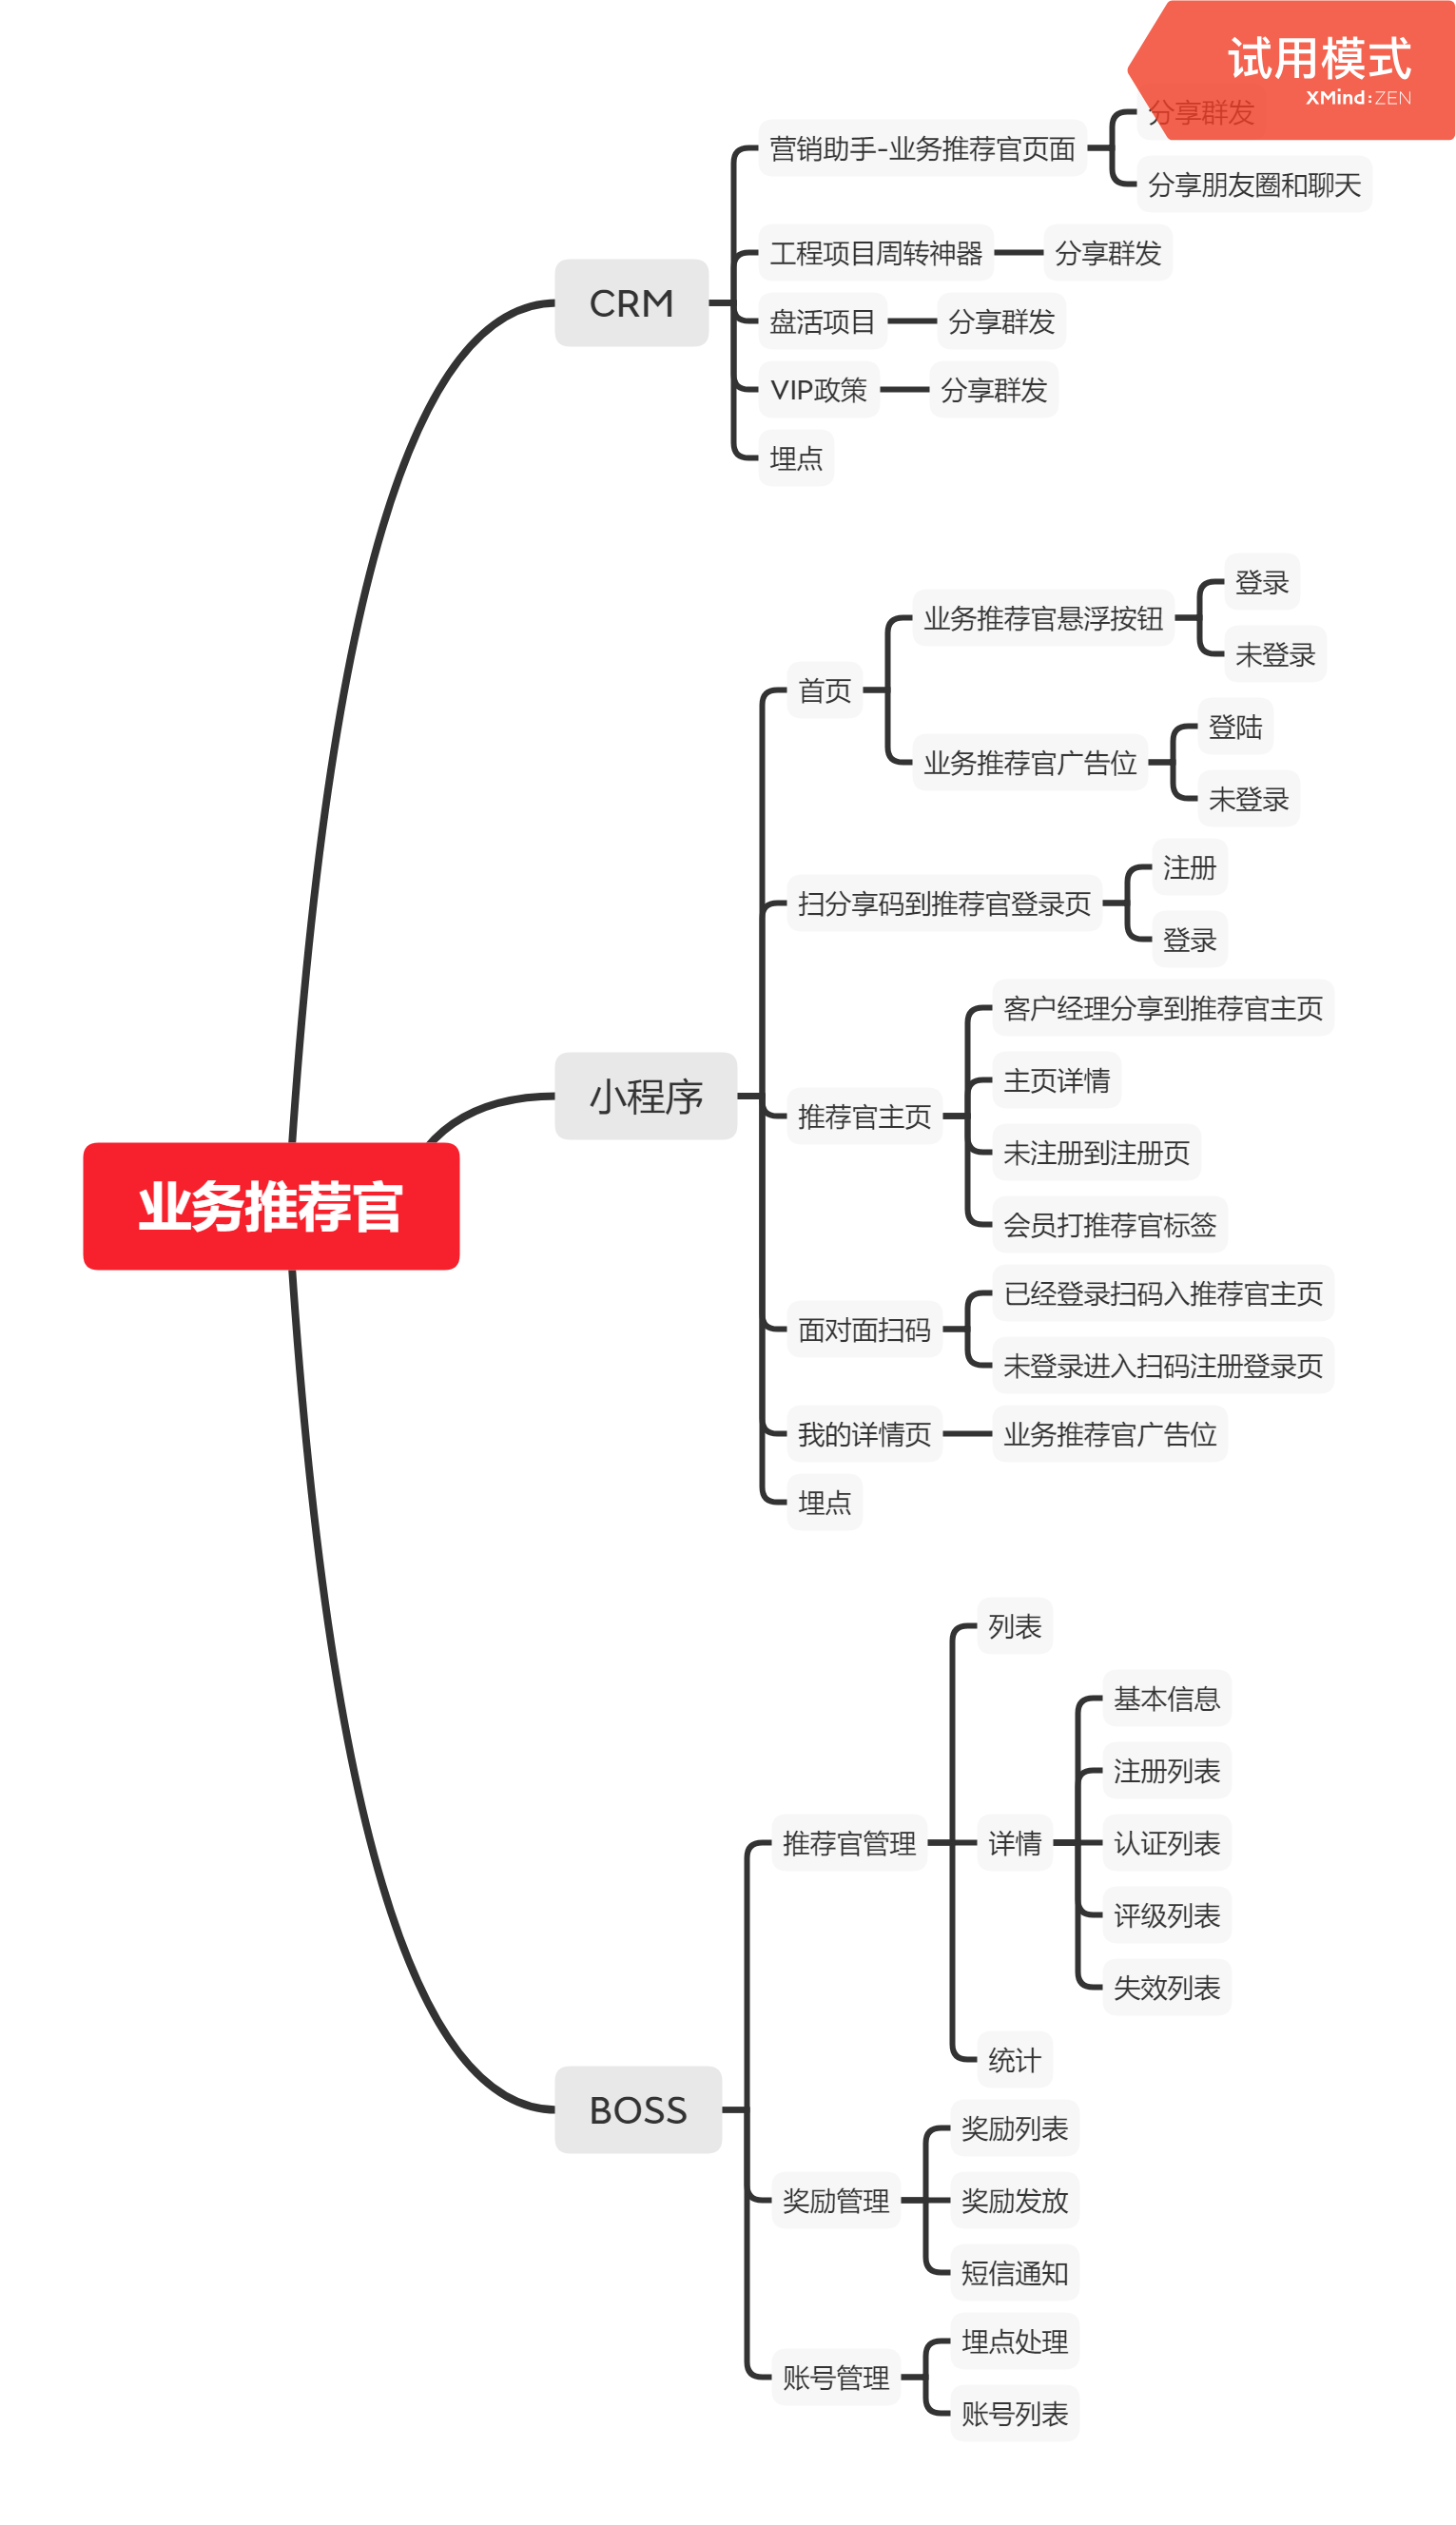 试用模式
XMind:ZEN
业务推荐官
CRM
营销助手-业务推荐官页面
分享群发
分享朋友圈和聊天
工程项目周转神器
分享群发
盘活项目
分享群发
VIP政策
分享群发
埋点
小程序
首页
业务推荐官悬浮按钮
登录
未登录
业务推荐官广告位
登陆
未登录
扫分享码到推荐官登录页
注册
登录
推荐官主页
客户经理分享到推荐官主页
主页详情
未注册到注册页
会员打推荐官标签
面对面扫码
已经登录扫码入推荐官主页
未登录进入扫码注册登录页
我的详情页
业务推荐官广告位
埋点
BOSS
推荐官管理
列表
详情
基本信息
注册列表
认证列表
评级列表
失效列表
统计
奖励管理
奖励列表
奖励发放
短信通知
账号管理
埋点处理
账号列表